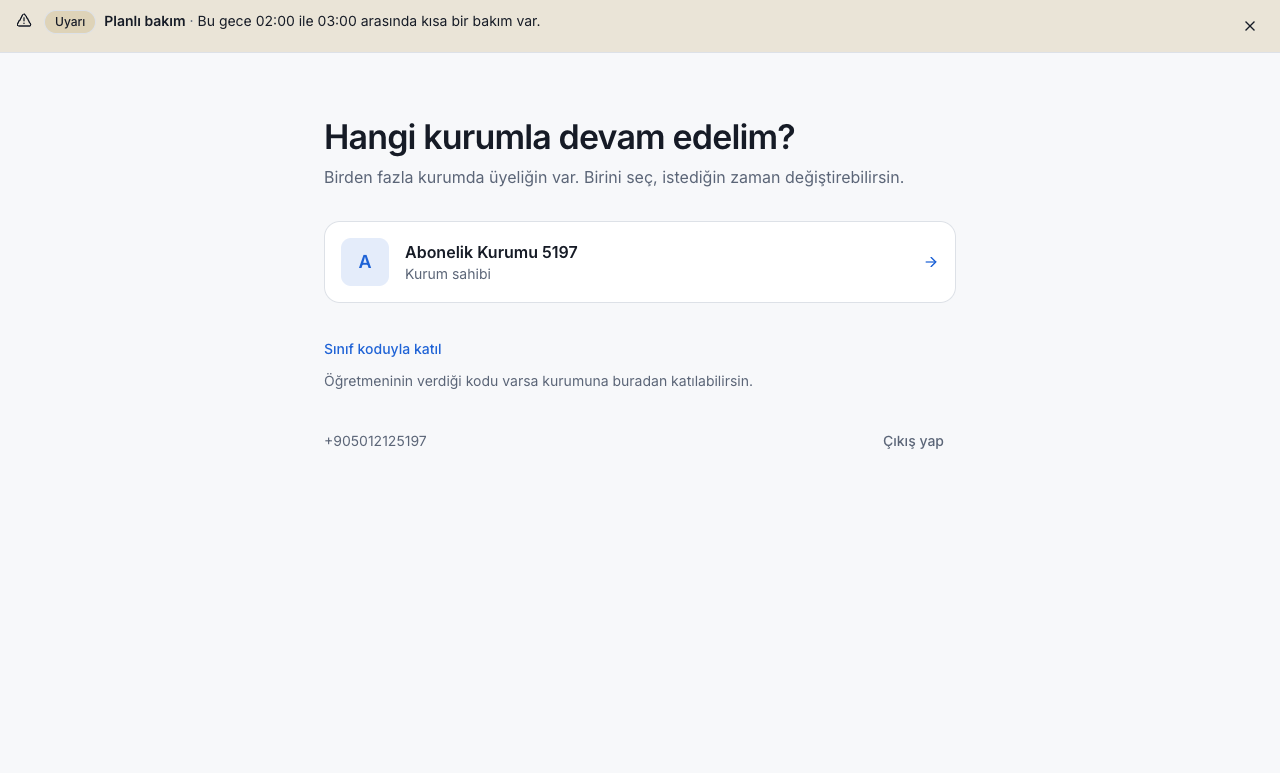 Uyarı Planlı bakım · Bu gece 02:00 ile 03:00 arasında kısa bir bakım var.
Hangi kurumla devam edelim?
Birden fazla kurumda üyeliğin var. Birini seç, istediğin zaman değiştirebilirsin.
A
Abonelik Kurumu 5197
Kurum sahibi
Sınıf koduyla katıl
Öğretmeninin verdiği kodu varsa kurumuna buradan katılabilirsin.
+905012125197 Çıkış yap